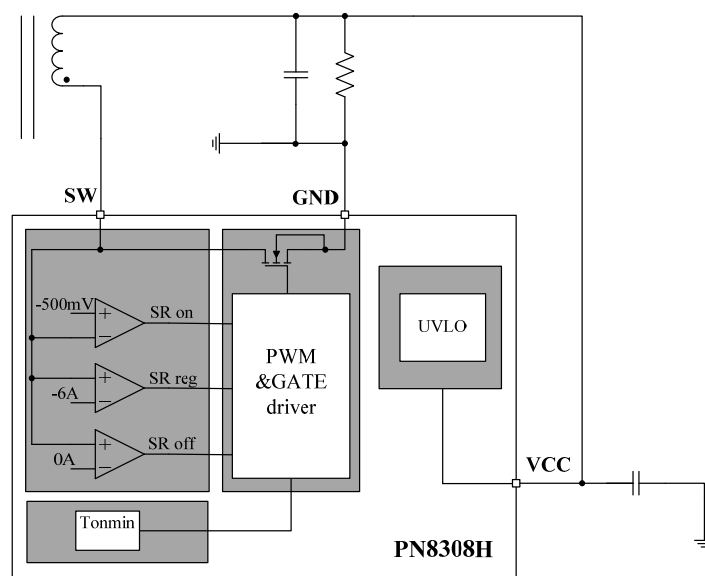 SW
GND
-500mV
+
−
SR on
+
-6A
−
SR reg
+
0A
−
SR off
PWM
&GATE
driver
UVLO
VCC
Tonmin
PN8308H